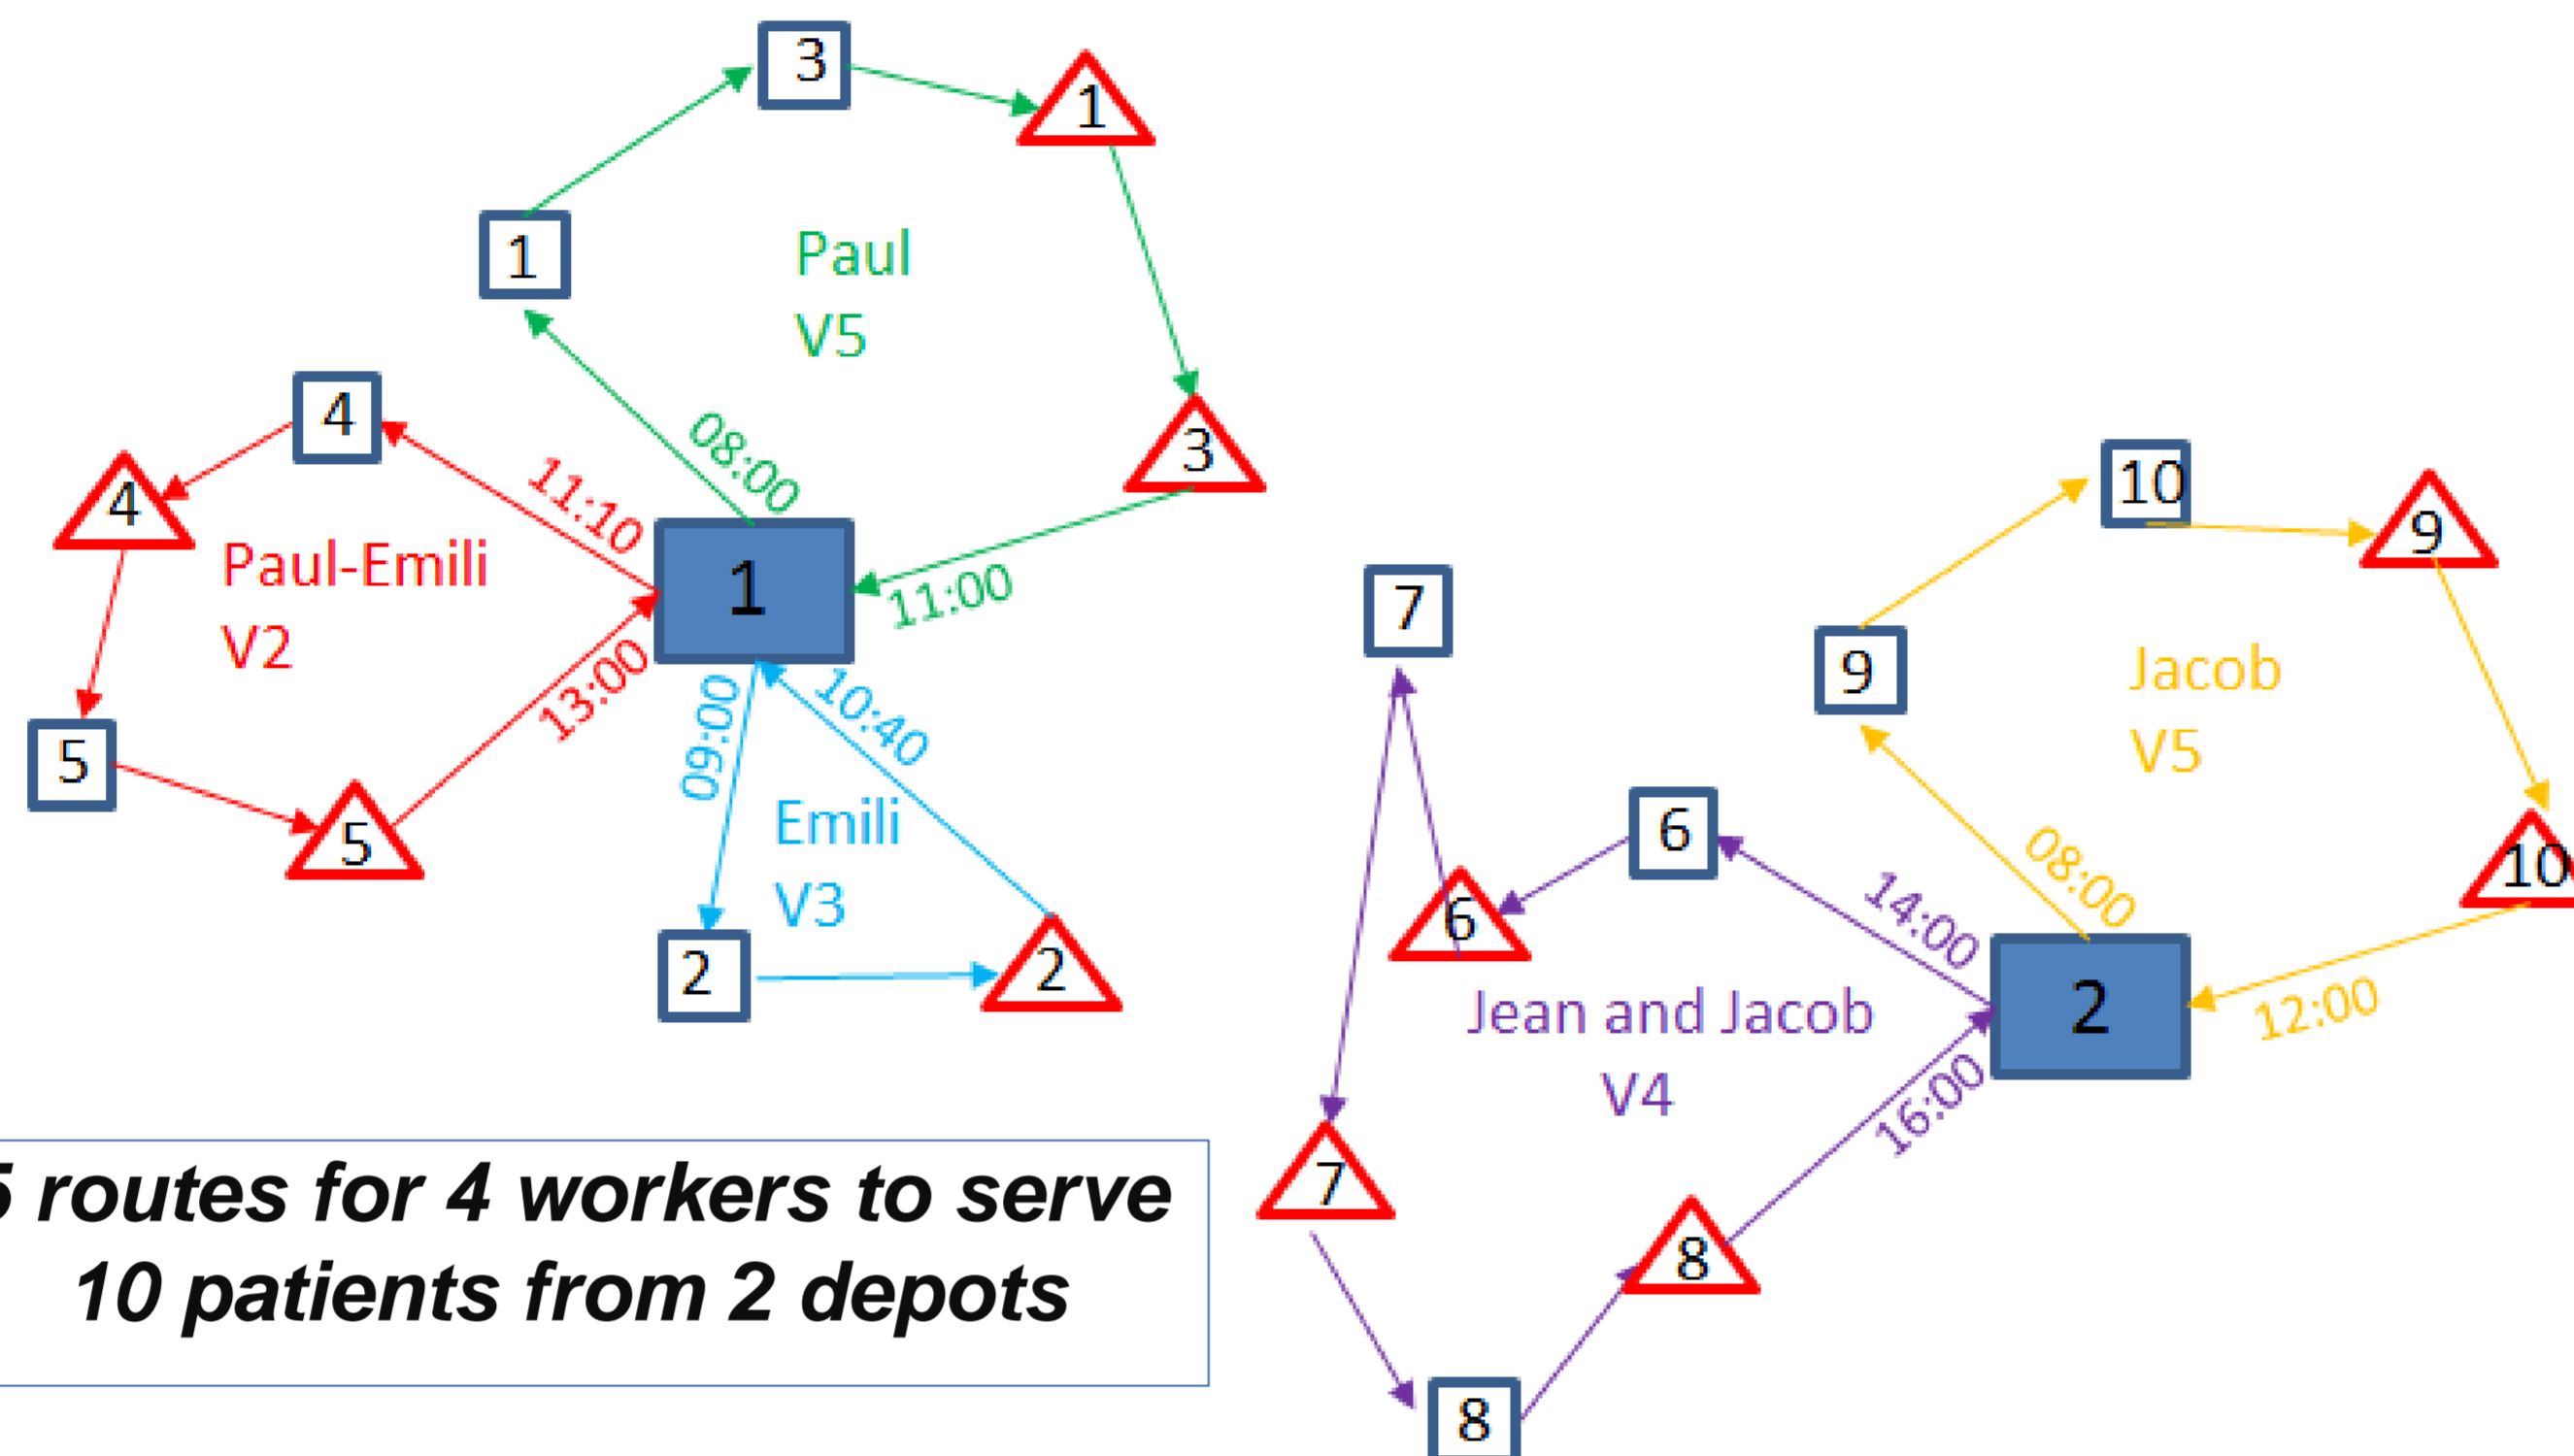 3
1
1
Paul
V5
3
08:00
11:00
4
4
11:10
Paul-Emili
V2
1
5
5
13:00
09:00
10:40
Emili
V3
2
2
10
9
9
Jacob
V5
10
08:00
12:00
7
6
6
14:00
2
Jean and Jacob
V4
16:00
7
8
8
5 routes for 4 workers to serve
10 patients from 2 depots